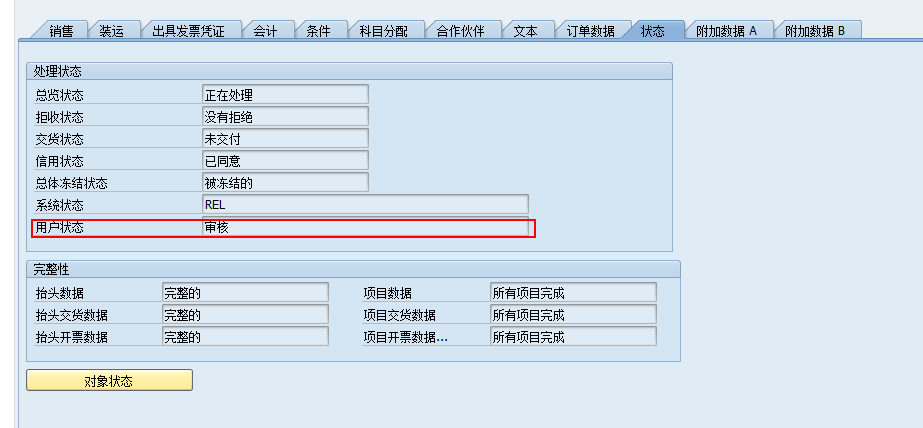 销售 装运 出具发票凭证 会计 条件 科目分配 合作伙伴 文本 订单数据 状态 附加数据 A 附加数据 B
处理状态
总览状态 正在处理
拒收状态 没有拒绝
交货状态 未交付
信用状态 已同意
总体冻结状态 被冻结的
系统状态 REL
用户状态 审核
完整性
抬头数据 完整的 项目数据 所有项目完成
抬头交货数据 完整的 项目交货数据 所有项目完成
抬头开票数据 完整的 项目开票数据... 所有项目完成
对象状态